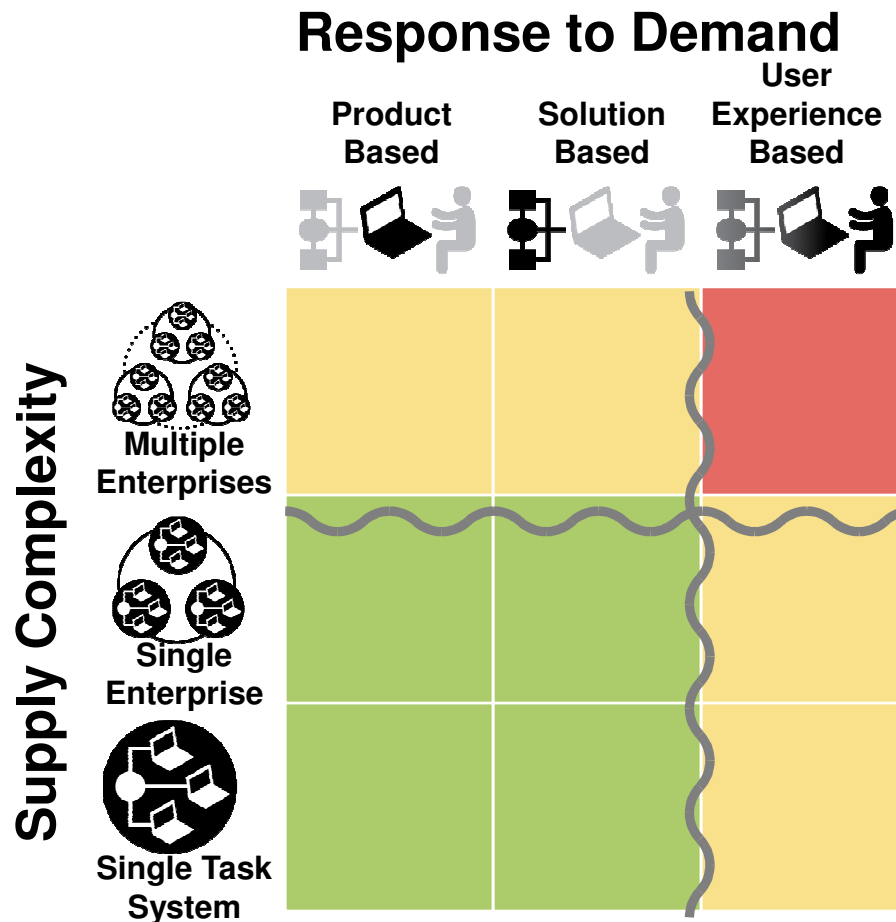 Response to Demand
Product
Based
Solution
Based
User
Experience
Based
Supply Complexity
Multiple
Enterprises
Single
Enterprise
Single Task
System